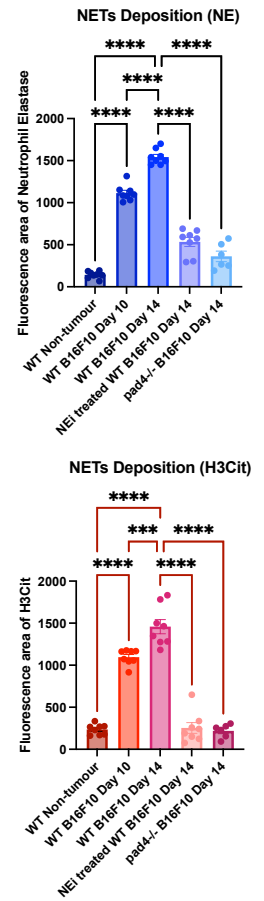 NETs Deposition (NE)
**** ****
****
**** ****
Fluorescence area of Neutrophil Elastase
2000
1500
1000
500
0
WT Non-tumour
WT B16F10 Day 10
WT B16F10 Day 14
NEi treated WT B16F10 Day 14
pad4-/- B16F10 Day 14
NETs Deposition (H3Cit)
****
*** ****
**** ****
Fluorescence area of H3Cit
2000
1500
1000
500
0
WT Non-tumour
WT B16F10 Day 10
WT B16F10 Day 14
NEi treated WT B16F10 Day 14
pad4-/- B16F10 Day 14